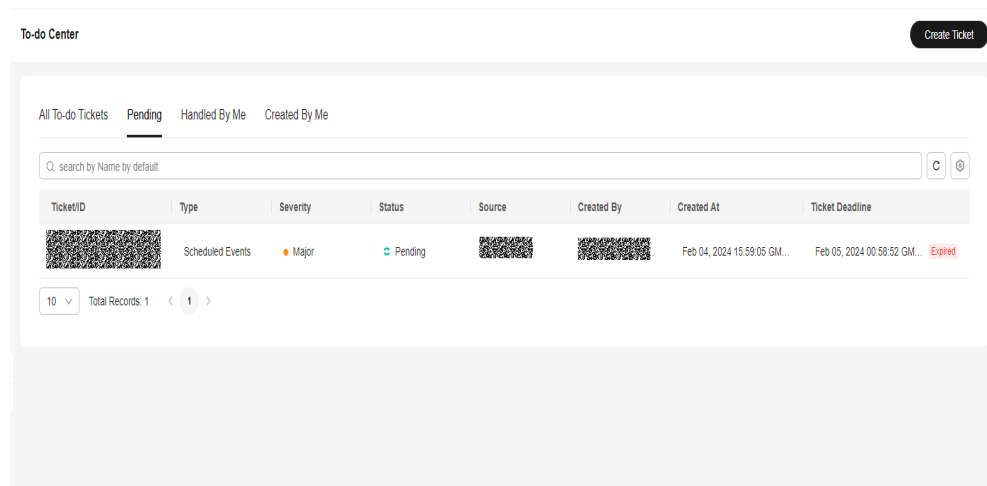 To-do Center
Create Ticket
All To-do Tickets Pending Handled By Me Created By Me
search by Name by default
Ticket/ID Type Severity Status Source Created By Created At Ticket Deadline
Scheduled Events Major Pending Feb 04, 2024 15:59:05 GM... Feb 05, 2024 00:58:52 GM... Expired
10 Total Records: 1 1